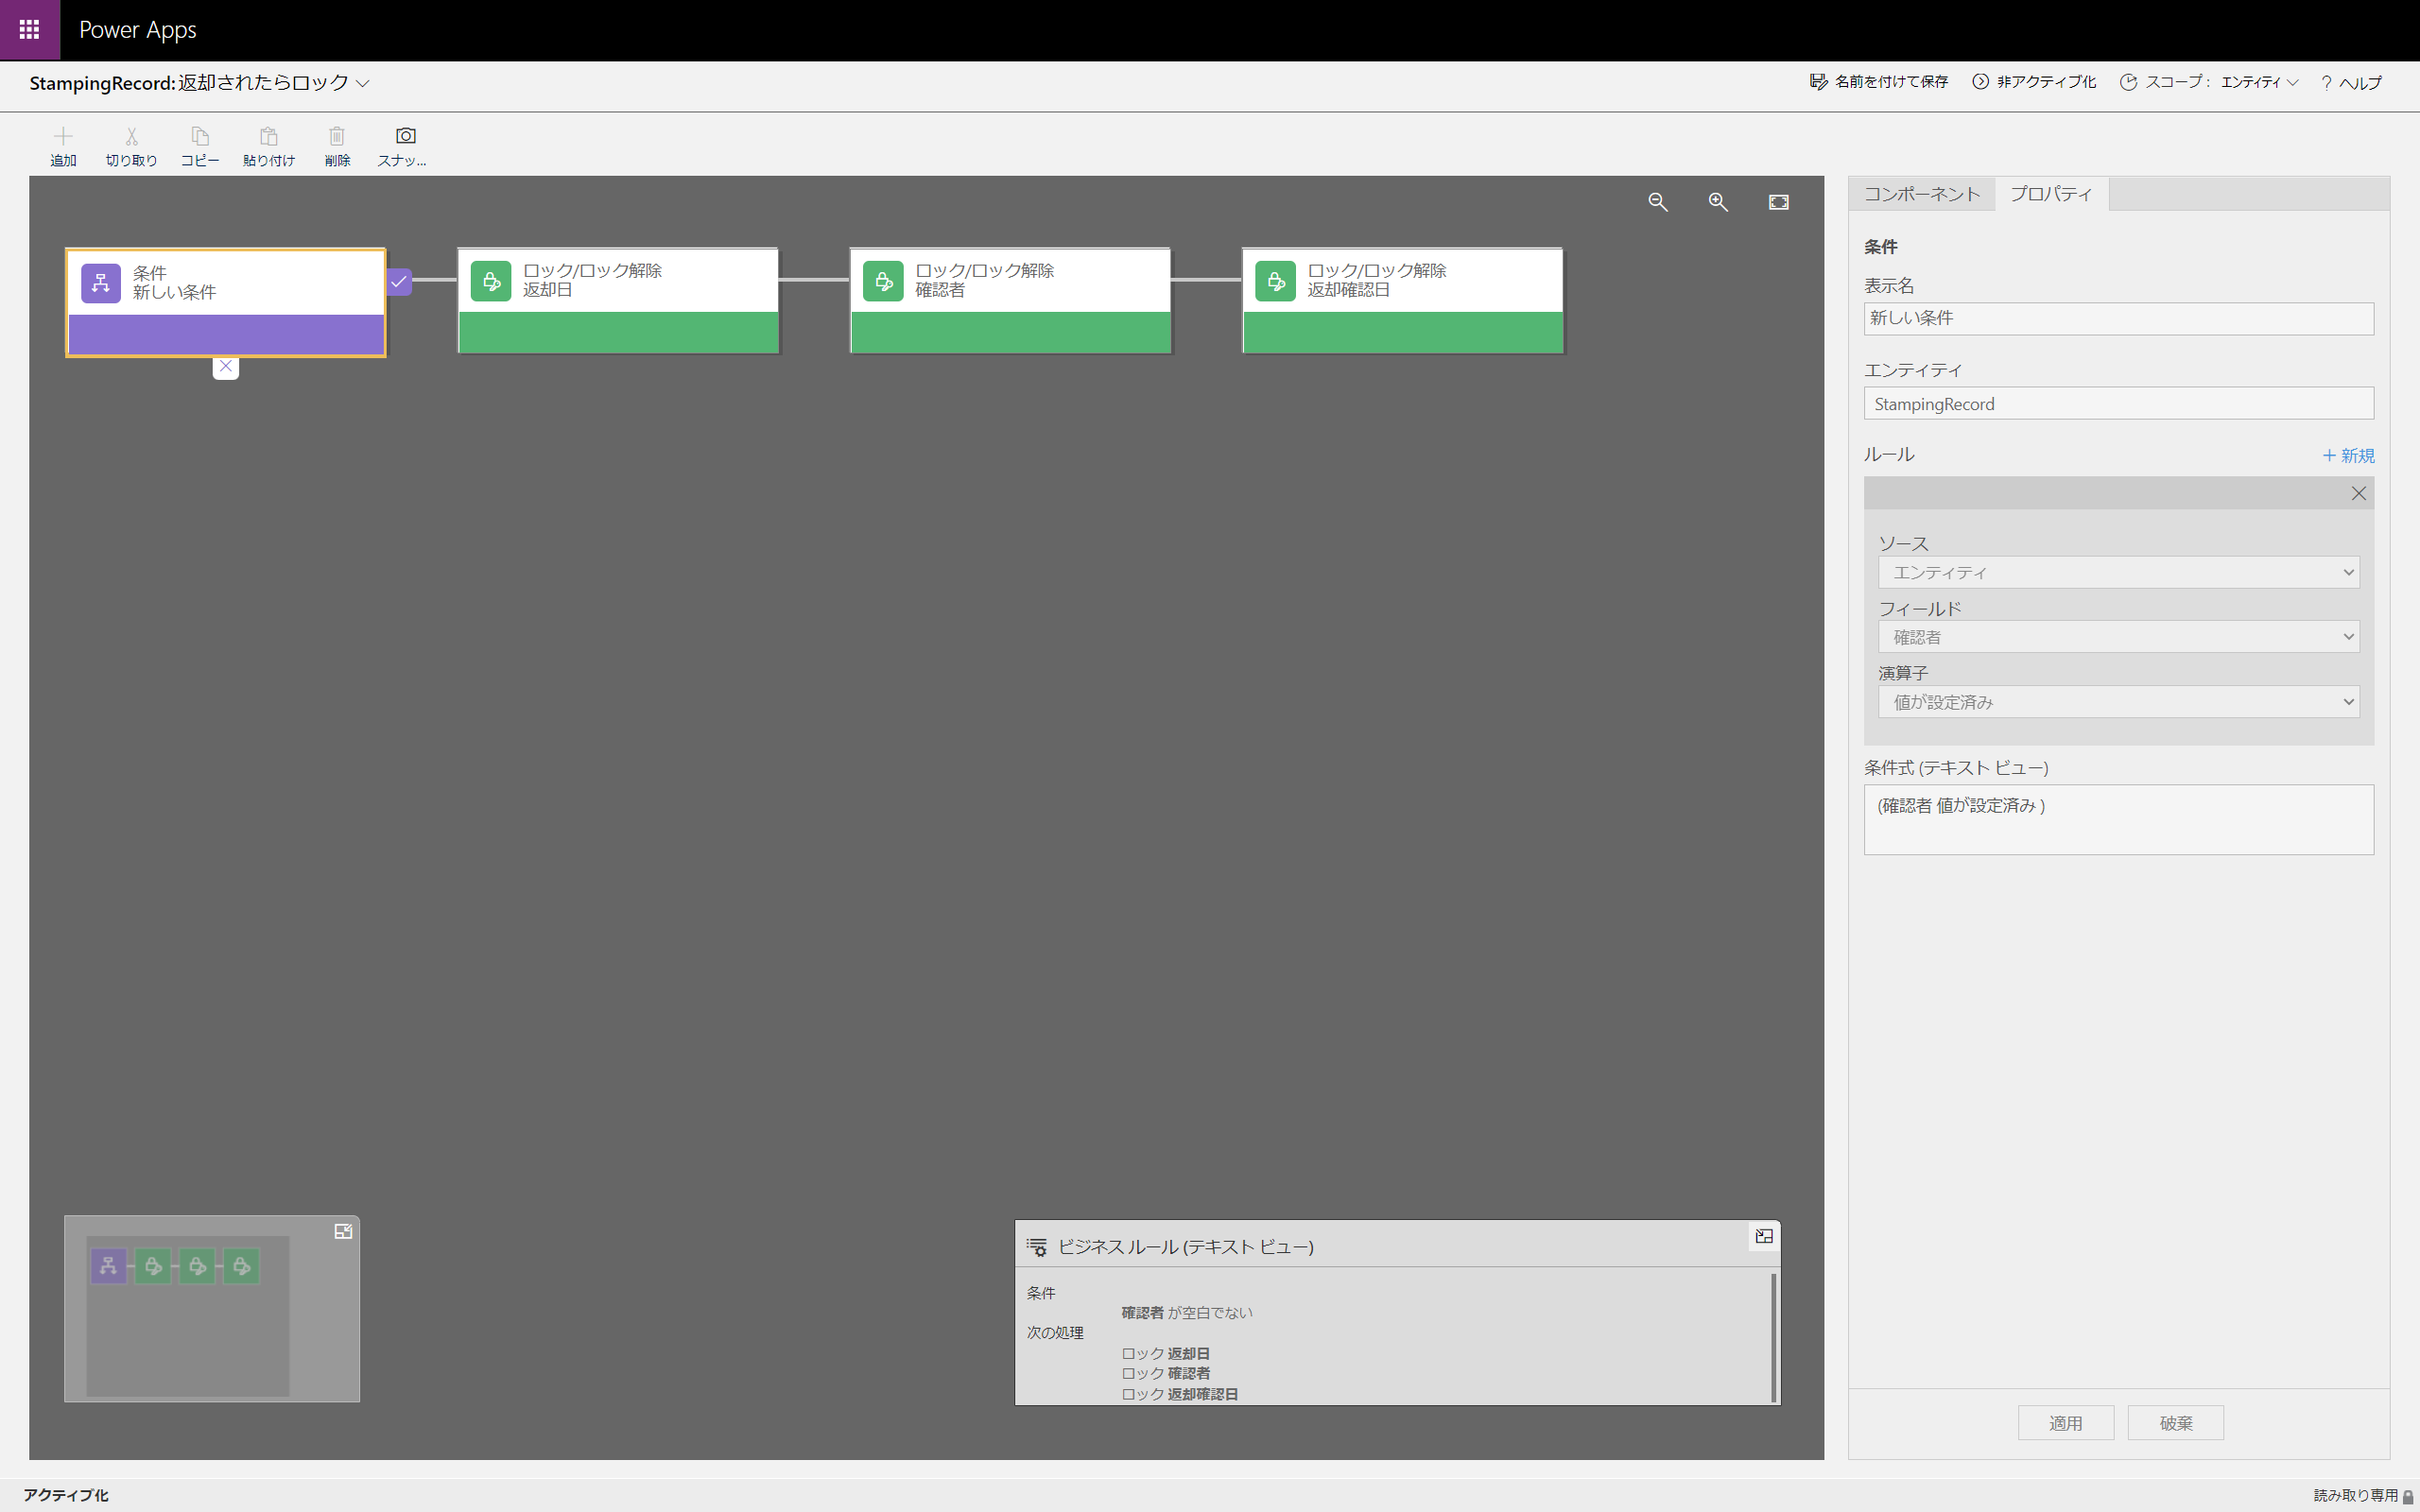 Power Apps
StampingRecord:返却されたらロック
名前を付けて保存 非アクティブ化 スコープ: エンティティ ? ヘルプ
追加 切り取り コピー 貼り付け 削除 スナッ...
コンポーネント プロパティ
条件
新しい条件
ロック/ロック解除
返却日
ロック/ロック解除
確認者
ロック/ロック解除
返却確認日
条件
表示名
新しい条件
エンティティ
StampingRecord
ルール + 新規
ソース
エンティティ
フィールド
確認者
演算子
値が設定済み
条件式 (テキスト ビュー)
(確認者 値が設定済み )
ビジネス ルール (テキスト ビュー)
条件
確認者 が空白でない
次の処理
ロック 返却日
ロック 確認者
ロック 返却確認日
適用 破棄
アクティブ化 読み取り専用